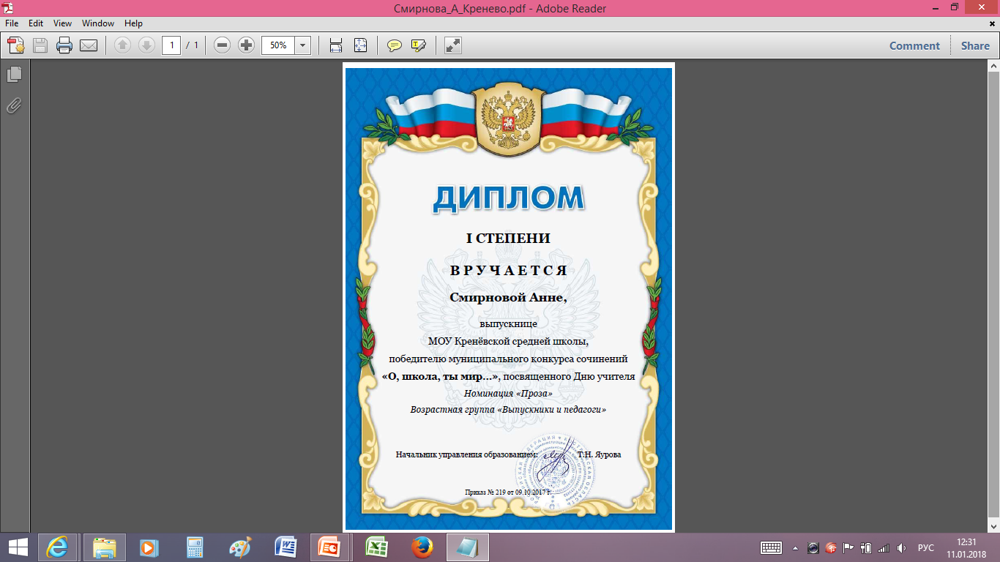 Смирнова_А_Кренево.pdf - Adobe Reader
File Edit View Window Help
1 / 1 50% Comment Share
ДИПЛОМ
I СТЕПЕНИ
В Р У Ч А Е Т С Я
Смирновой Анне,
выпускнице
МОУ Кренёвской средней школы,
победителю муниципального конкурса сочинений
«О, школа, ты мир...», посвященного Дню учителя
Номинация «Проза»
Возрастная группа «Выпускники и педагоги»
Начальник управления образованием: Т.Н. Яурова
Приказ № 219 от 09.10.2017 г.
РУС
12:31
11.01.2018